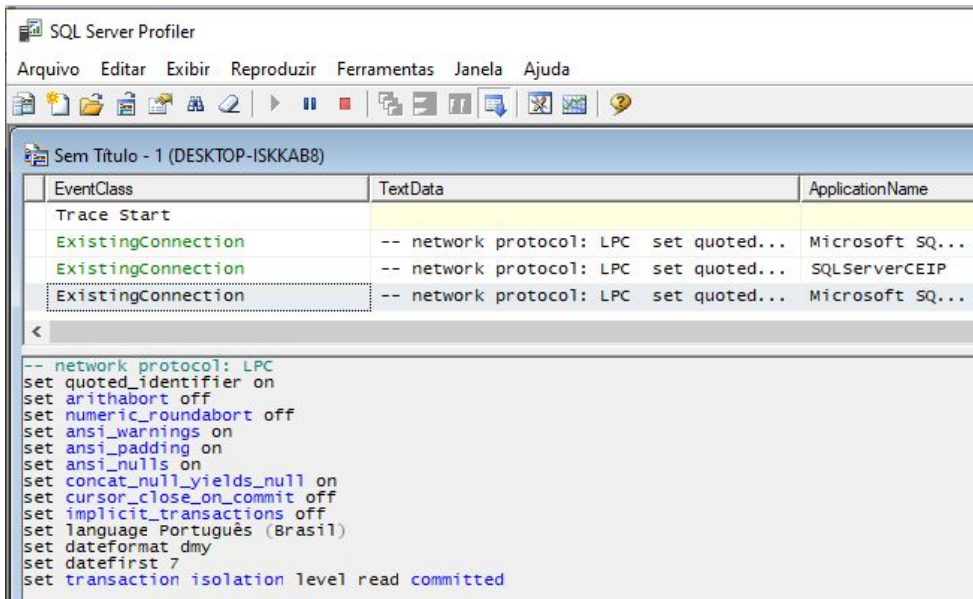 SQL Server Profiler
Arquivo Editar Exibir Reproduzir Ferramentas Janela Ajuda
Sem Título - 1 (DESKTOP-ISKKAB8)
EventClass TextData ApplicationName
Trace Start
ExistingConnection -- network protocol: LPC set quoted... Microsoft SQ...
ExistingConnection -- network protocol: LPC set quoted... SQLServerCEIP
ExistingConnection -- network protocol: LPC set quoted... Microsoft SQ...
-- network protocol: LPC
set quoted_identifier on
set arithabort off
set numeric_roundabort off
set ansi_warnings on
set ansi_padding on
set ansi_nulls on
set concat_null_yields_null on
set cursor_close_on_commit off
set implicit_transactions off
set language Português (Brasil)
set dateformat dmy
set datefirst 7
set transaction isolation level read committed